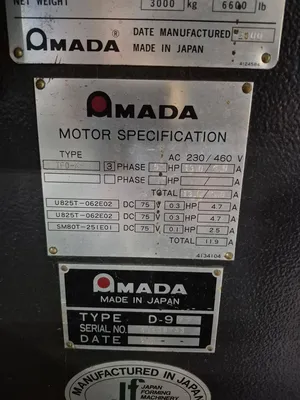 NET WEIGHT 3000 kg 6600 lb
AMADA ® DATE MANUFACTURED
MADE IN JAPAN
4124504
AMADA
MOTOR SPECIFICATION
TYPE AC 230/460 V
3 PHASE HP A
PHASE HP A
TOTAL A
U825T-062E02 DC 75 V 0.3 HP 4.7 A
U825T-062E02 DC 75 V 0.3 HP 4.7 A
SM80T-251E01 DC 75 V 0.1 HP 2.5 A
TOTAL 11.9 A
4134104
AMADA
MADE IN JAPAN
TYPE D-9
SERIAL NO.
DATE
MANUFACTURED IN JAPAN
JAPAN
FORMING
MACHINERY